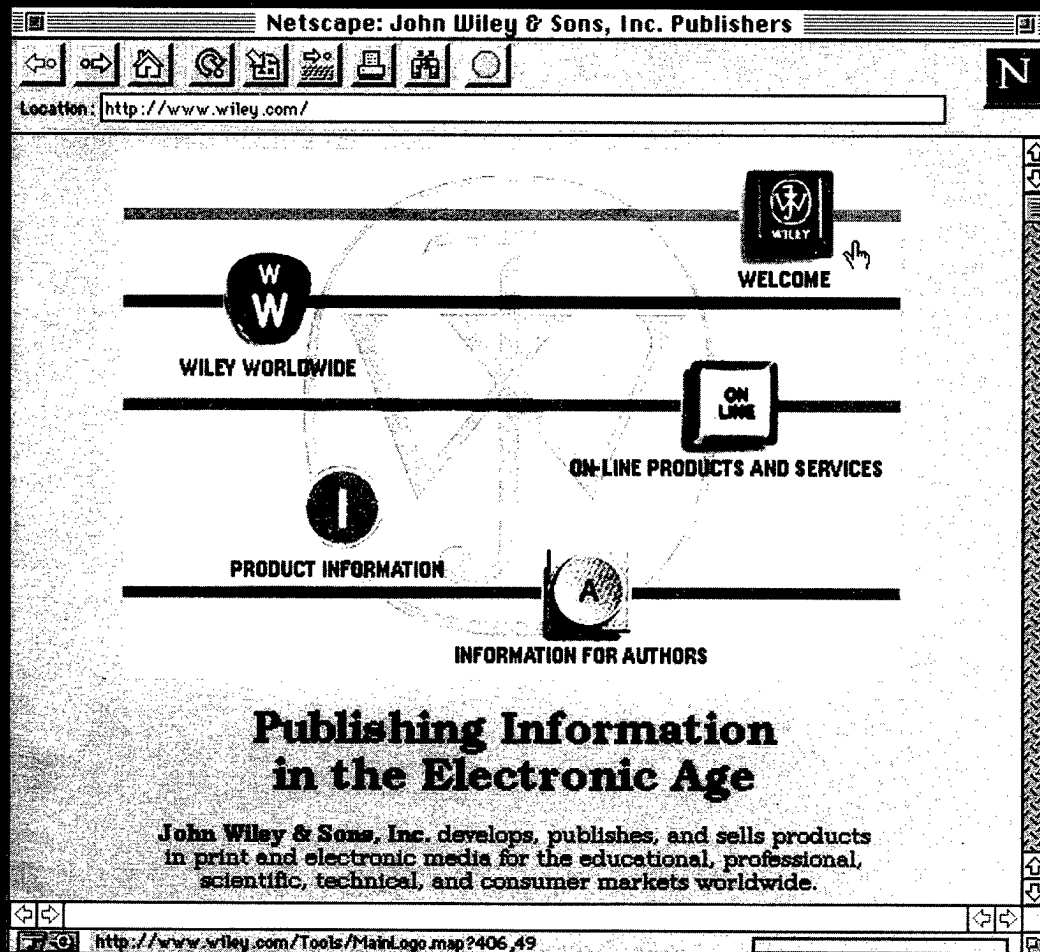 Netscape: John Wiley & Sons, Inc. Publishers
N
Location: http://www.wiley.com/
WILEY
WELCOME
W
W
WILEY WORLDWIDE
ON
LINE
ON-LINE PRODUCTS AND SERVICES
I
PRODUCT INFORMATION
A
INFORMATION FOR AUTHORS
Publishing Information
in the Electronic Age
John Wiley & Sons, Inc. develops, publishes, and sells products
in print and electronic media for the educational, professional,
scientific, technical, and consumer markets worldwide.
http://www.wiley.com/Tools/MainLogo.map?406,49